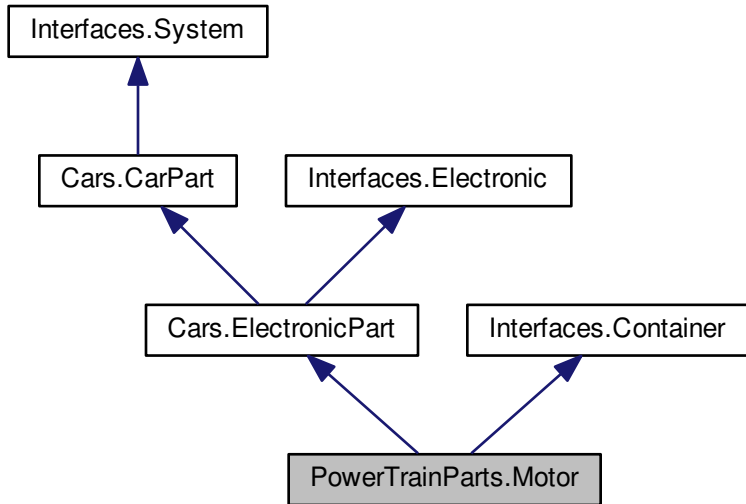 Interfaces.System
Cars.CarPart
Interfaces.Electronic
Cars.ElectronicPart
Interfaces.Container
PowerTrainParts.Motor